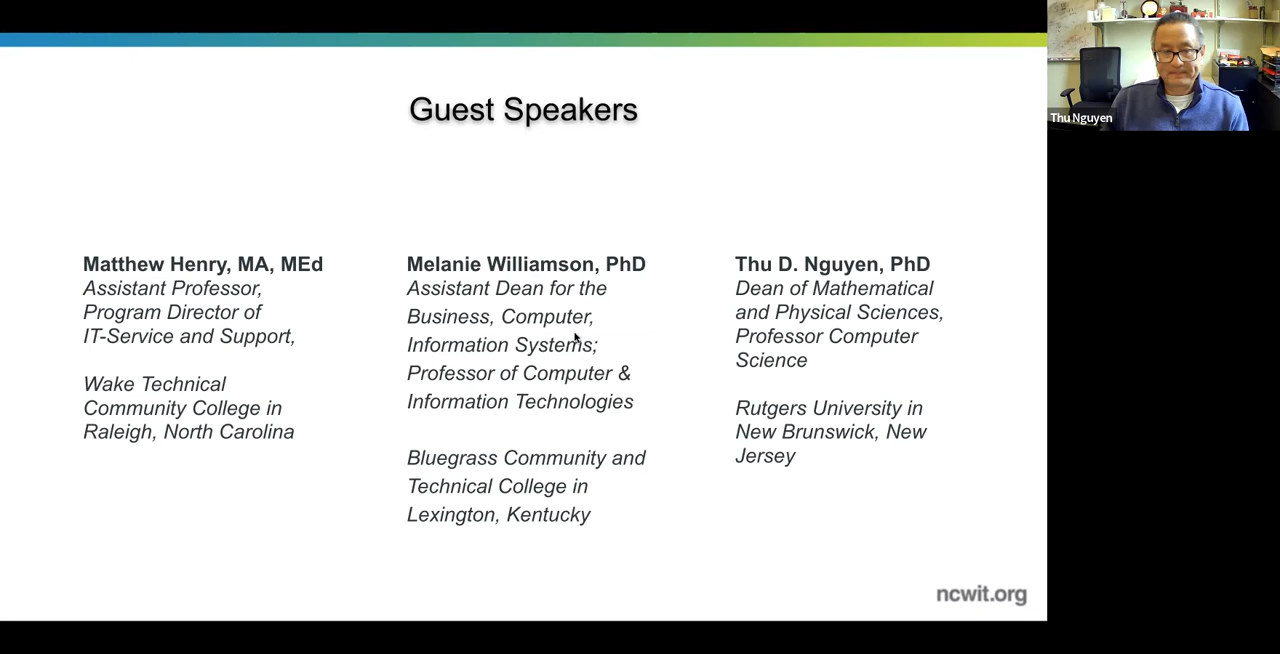 Guest Speakers
Matthew Henry, MA, MEd
Assistant Professor,
Program Director of
IT-Service and Support,
Wake Technical
Community College in
Raleigh, North Carolina
Melanie Williamson, PhD
Assistant Dean for the
Business, Computer,
Information Systems;
Professor of Computer &
Information Technologies
Bluegrass Community and
Technical College in
Lexington, Kentucky
Thu D. Nguyen, PhD
Dean of Mathematical
and Physical Sciences,
Professor Computer
Science
Rutgers University in
New Brunswick, New
Jersey
ncwit.org
Thu Nguyen